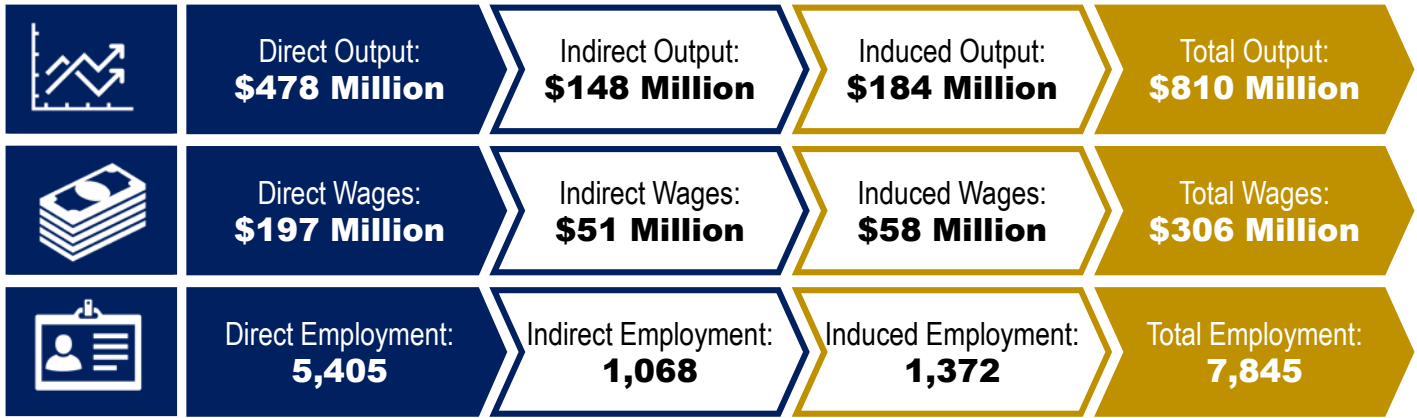 Direct Output:
$478 Million
Indirect Output:
$148 Million
Induced Output:
$184 Million
Total Output:
$810 Million
Direct Wages:
$197 Million
Indirect Wages:
$51 Million
Induced Wages:
$58 Million
Total Wages:
$306 Million
Direct Employment:
5,405
Indirect Employment:
1,068
Induced Employment:
1,372
Total Employment:
7,845